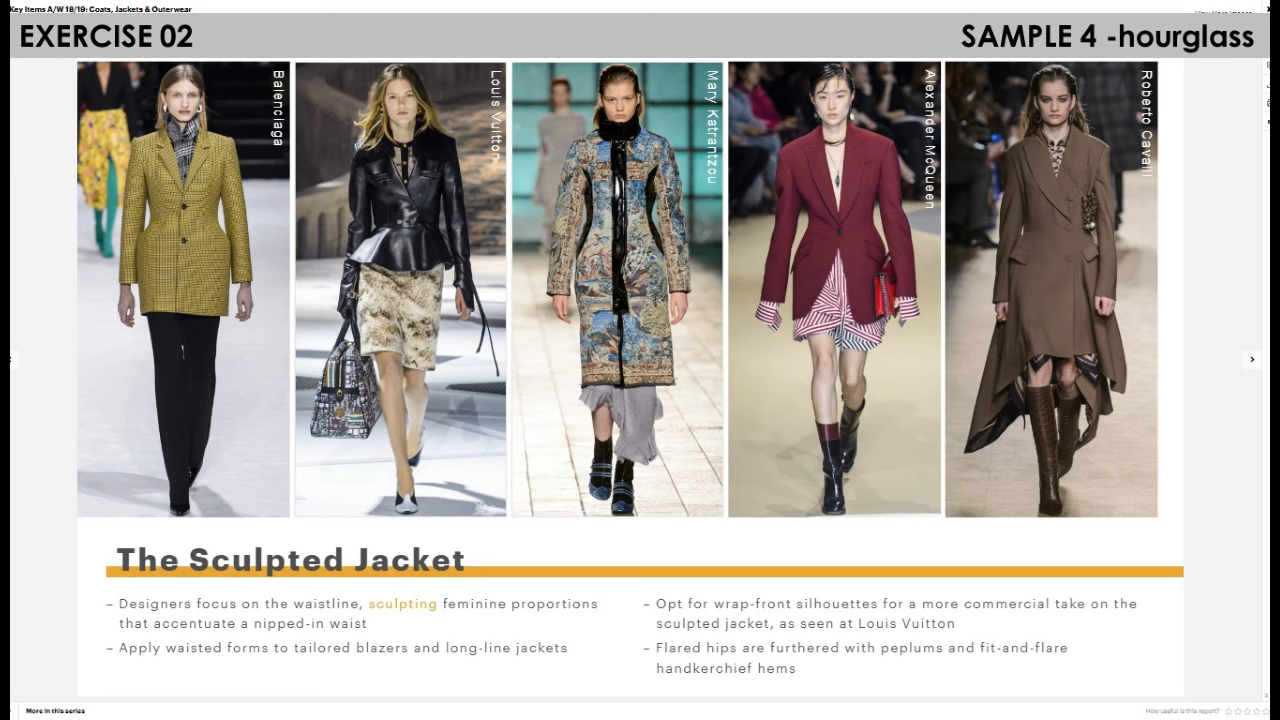 Key Items A/W 18/19: Coats, Jackets & Outerwear
EXERCISE 02
SAMPLE 4 -hourglass
Balenciaga
Louis Vuitton
Mary Katrantzou
Alexander McQueen
Roberto Cavalli
The Sculpted Jacket
– Designers focus on the waistline, sculpting feminine proportions
that accentuate a nipped-in waist
– Apply waisted forms to tailored blazers and long-line jackets
– Opt for wrap-front silhouettes for a more commercial take on the
sculpted jacket, as seen at Louis Vuitton
– Flared hips are furthered with peplums and fit-and-flare
handkerchief hems
More in this series
How useful is this report?